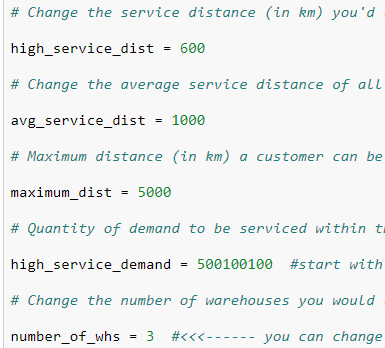 # Change the service distance (in km) you'd
high_service_dist = 600
# Change the average service distance of all
avg_service_dist = 1000
# Maximum distance (in km) a customer can be
maximum_dist = 5000
# Quantity of demand to be serviced within
high_service_demand = 500100100 #start with
# Change the number of warehouses you would
number_of_whs = 3 #<<<------ you can change